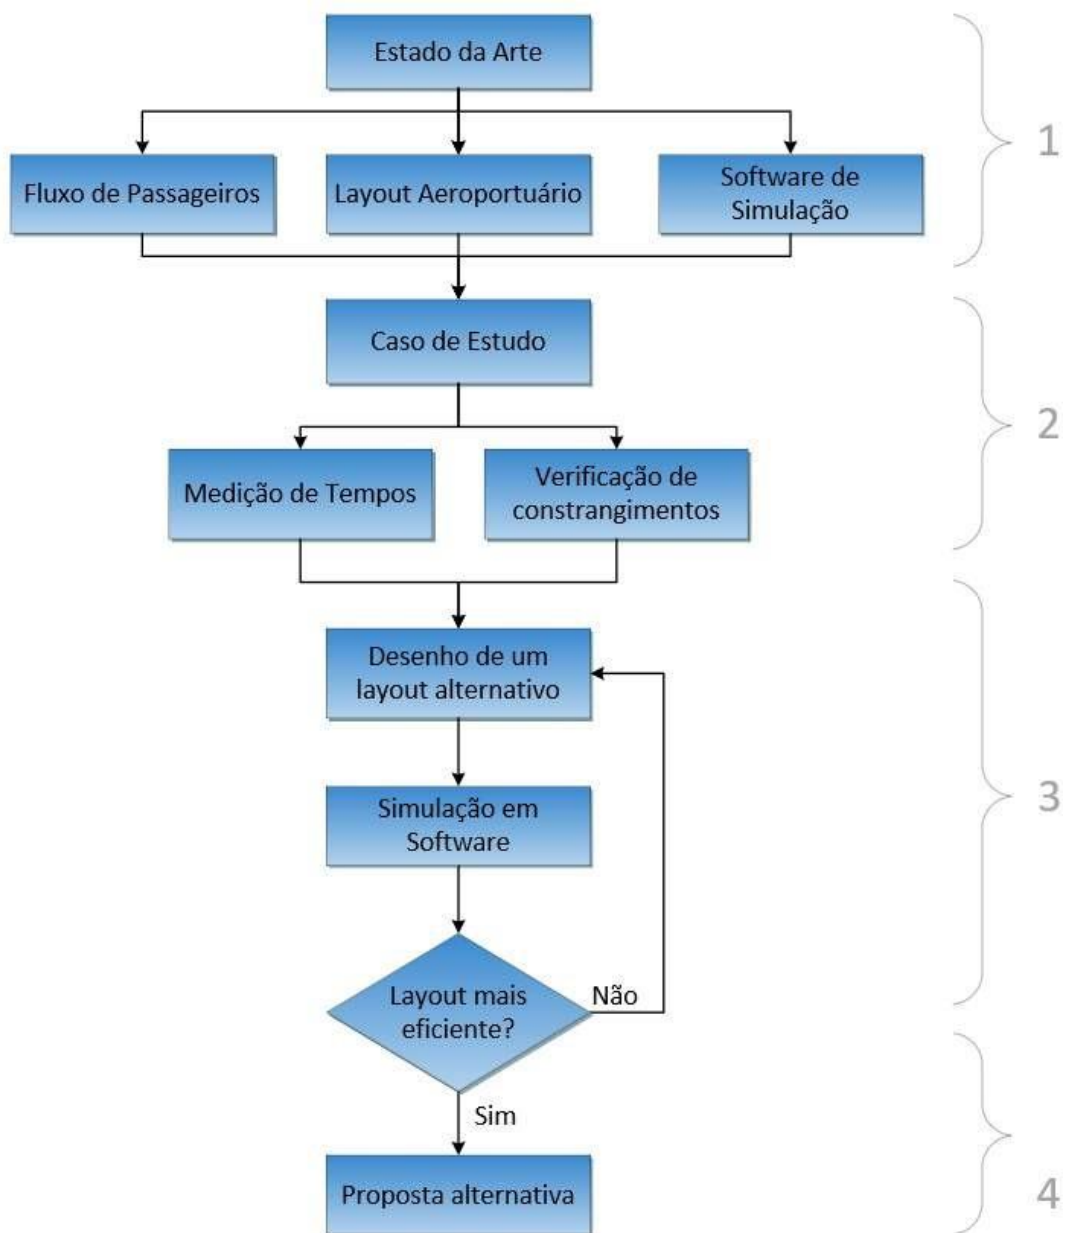 Estado da Arte
1
Fluxo de Passageiros
Layout Aeroportuário
Software de
Simulação
Caso de Estudo
2
Medição de Tempos
Verificação de
constrangimentos
Desenho de um
layout alternativo
3
Simulação em
Software
Layout mais
eficiente?
Não
Sim
Proposta alternativa
4